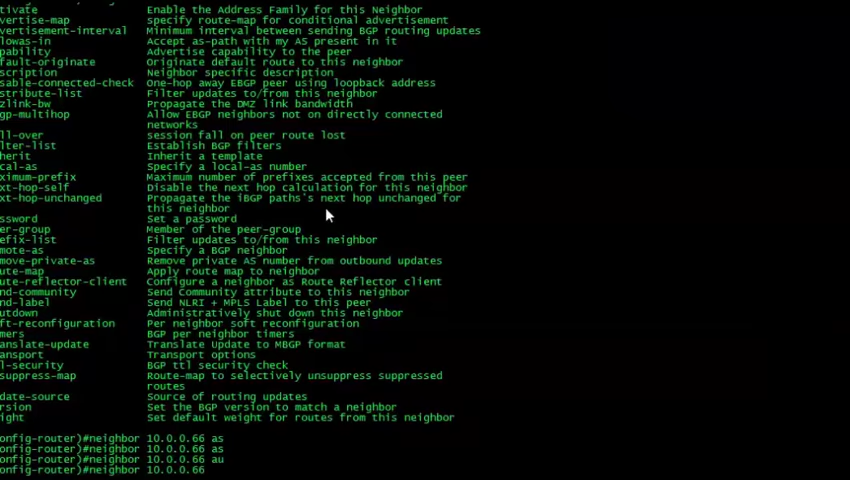 tivate Enable the Address Family for this Neighbor
vertise-map specify route-map for conditional advertisement
vertisement-interval Minimum interval between sending BGP routing updates
lowas-in Accept as-path with my AS present in it
pability Advertise capability to the peer
fault-originate Originate default route to this neighbor
scription Neighbor specific description
sable-connected-check One-hop away EBGP peer using loopback address
stribute-list Filter updates to/from this neighbor
zlink-bw Propagate the DMZ link bandwidth
gp-multihop Allow EBGP neighbors not on directly connected
networks
ll-over session fall on peer route lost
lter-list Establish BGP filters
herit Inherit a template
cal-as Specify a local-as number
ximum-prefix Maximum number of prefixes accepted from this peer
xt-hop-self Disable the next hop calculation for this neighbor
xt-hop-unchanged Propagate the iBGP paths's next hop unchanged for
this neighbor
ssword Set a password
er-group Member of the peer-group
efix-list Filter updates to/from this neighbor
mote-as Specify a BGP neighbor
move-private-as Remove private AS number from outbound updates
ute-map Apply route map to neighbor
ute-reflector-client Configure a neighbor as Route Reflector client
nd-community Send Community attribute to this neighbor
nd-label Send NLRI + MPLS Label to this peer
utdown Administratively shut down this neighbor
ft-reconfiguration Per neighbor soft reconfiguration
mers BGP per neighbor timers
anslate-update Translate Update to MBGP format
ansport Transport options
l-security BGP ttl security check
suppress-map Route-map to selectively unsuppress suppressed
routes
date-source Source of routing updates
rsion Set the BGP version to match a neighbor
ight Set default weight for routes from this neighbor
onfig-router)#neighbor 10.0.0.66 as
onfig-router)#neighbor 10.0.0.66 as
onfig-router)#neighbor 10.0.0.66 au
onfig-router)#neighbor 10.0.0.66